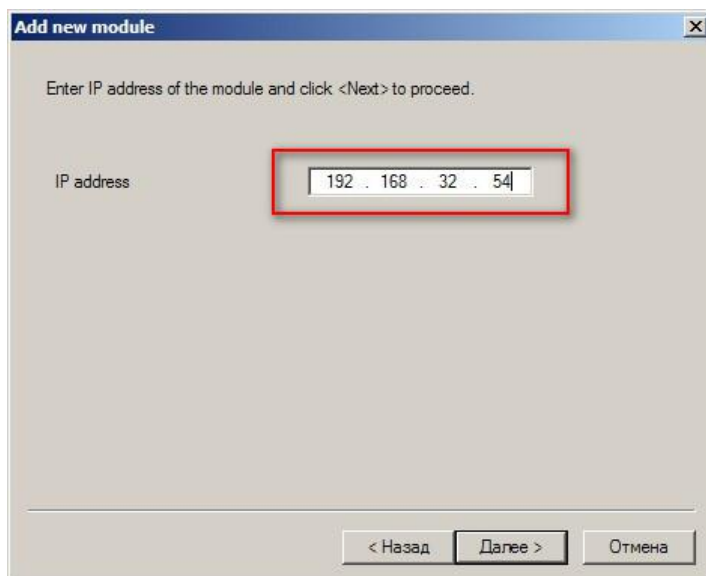 Add new module
Enter IP address of the module and click <Next> to proceed.
IP address 192 . 168 . 32 . 54
< Назад Далее > Отмена